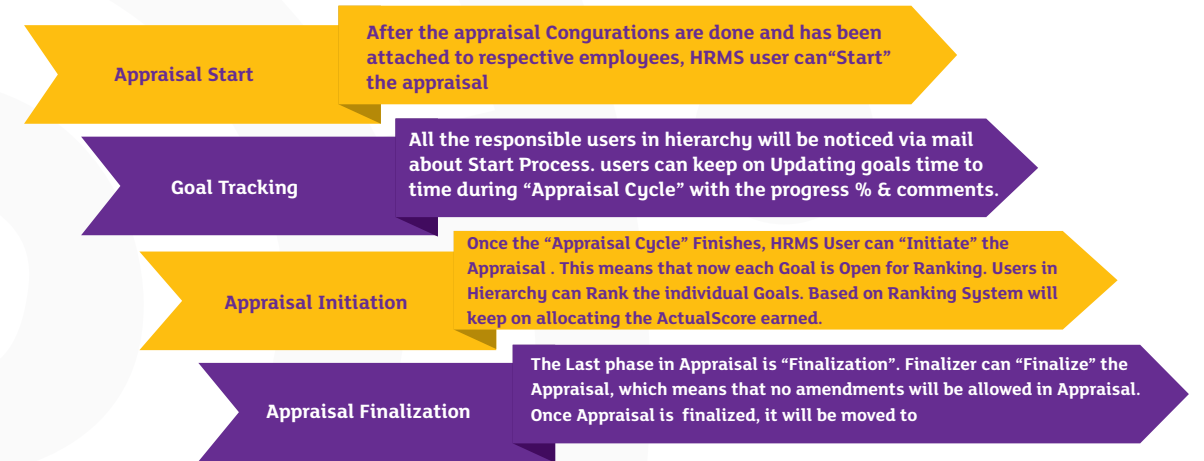 Appraisal Start
After the appraisal Congurations are done and has been
attached to respective employees, HRMS user can“Start”
the appraisal
Goal Tracking
All the responsible users in hierarchy will be noticed via mail
about Start Process. users can keep on Updating goals time to
time during “Appraisal Cycle” with the progress % & comments.
Appraisal Initiation
Once the “Appraisal Cycle” Finishes, HRMS User can “Initiate” the
Appraisal . This means that now each Goal is Open for Ranking. Users in
Hierarchy can Rank the individual Goals. Based on Ranking System will
keep on allocating the ActualScore earned.
Appraisal Finalization
The Last phase in Appraisal is “Finalization”. Finalizer can “Finalize” the
Appraisal, which means that no amendments will be allowed in Appraisal.
Once Appraisal is finalized, it will be moved to